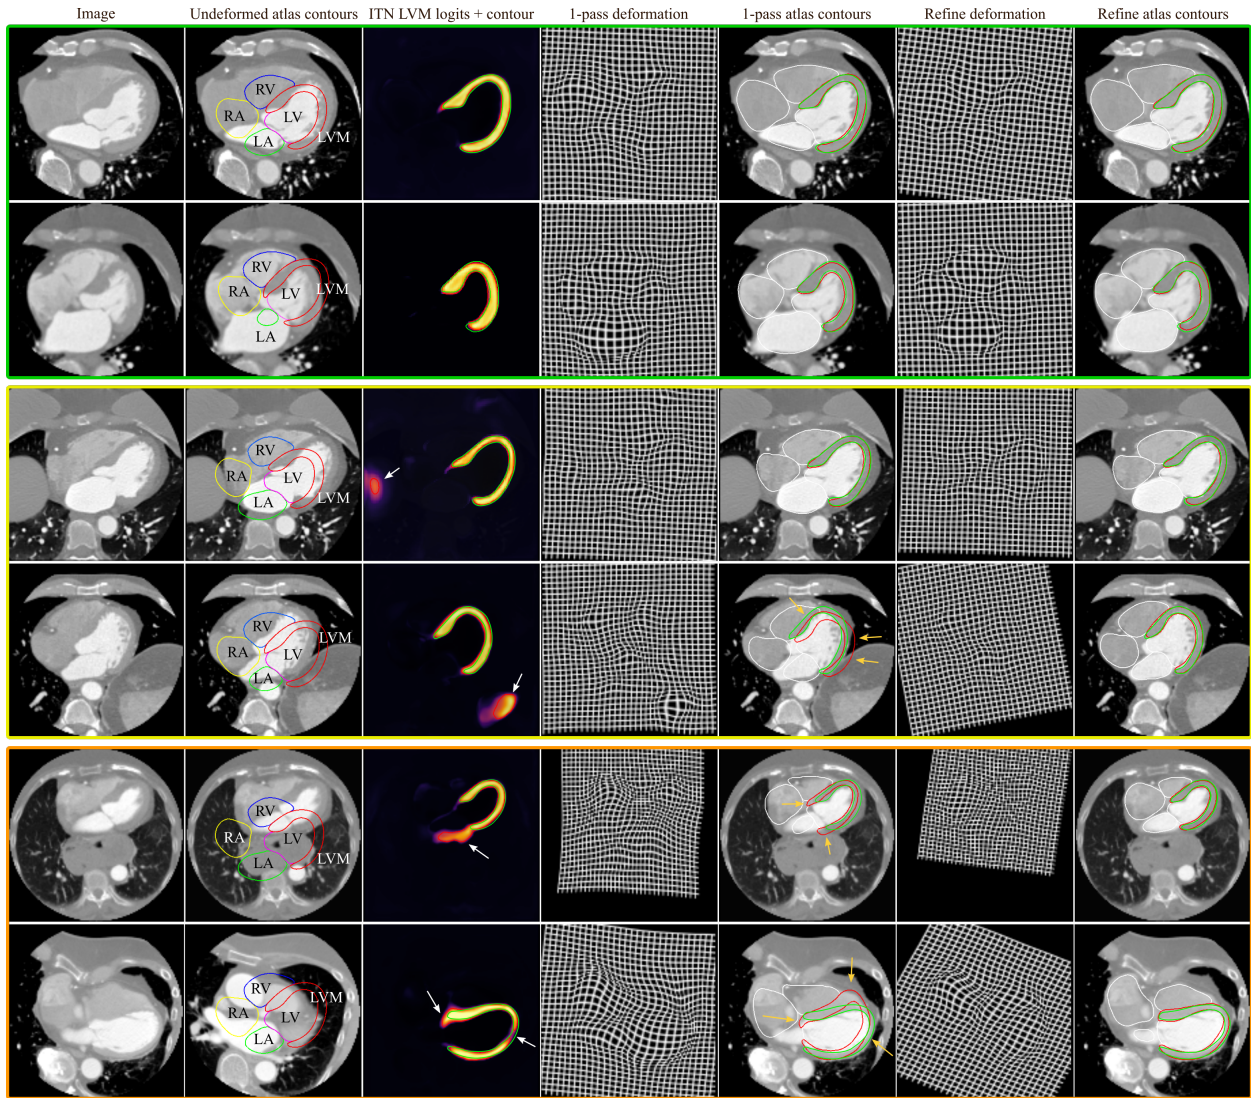 Image Undeformed atlas contours ITN LVM logits + contour 1-pass deformation 1-pass atlas contours Refine deformation Refine atlas contours
RV
RA LV
LA LVM
RV
RA LV LVM
LA
RV
RA LV
LA LVM
RV LVM
RA LV
LA
RV
RA LV
LA LVM
RV LVM
RA LV
LA